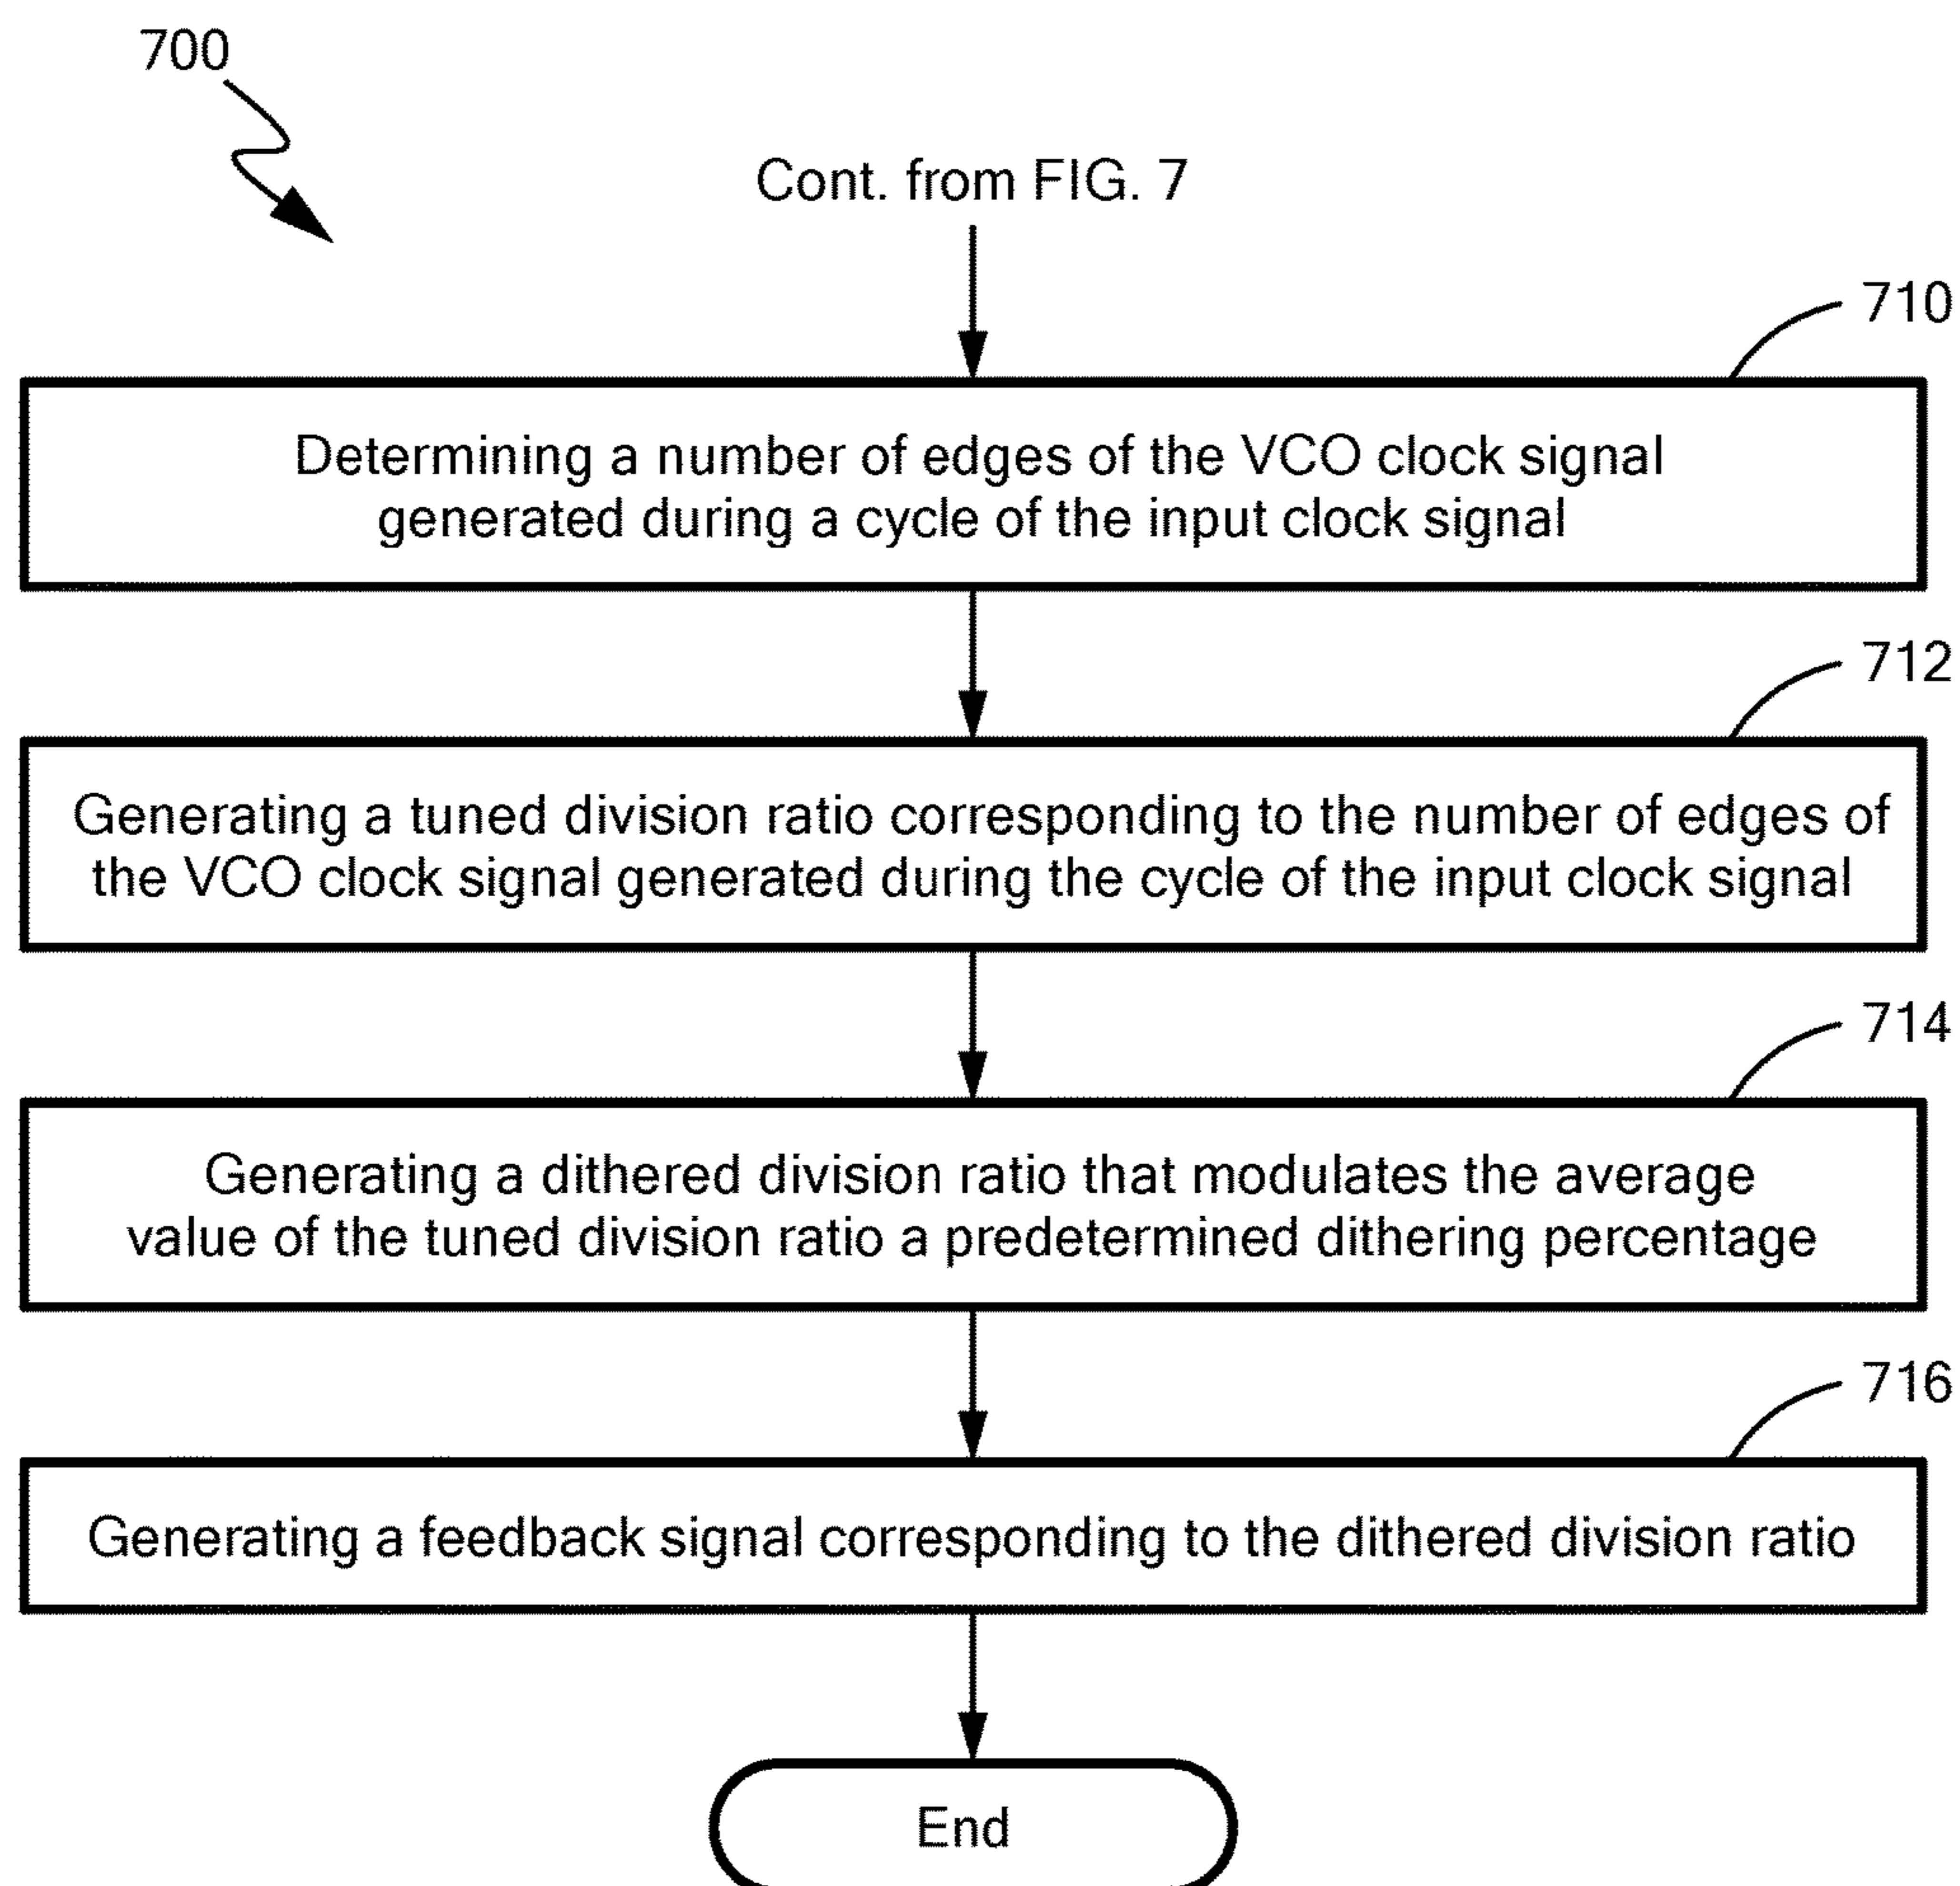 700
Cont. from FIG. 7
710
Determining a number of edges of the VCO clock signal
generated during a cycle of the input clock signal
712
Generating a tuned division ratio corresponding to the number of edges of
the VCO clock signal generated during the cycle of the input clock signal
714
Generating a dithered division ratio that modulates the average
value of the tuned division ratio a predetermined dithering percentage
716
Generating a feedback signal corresponding to the dithered division ratio
End